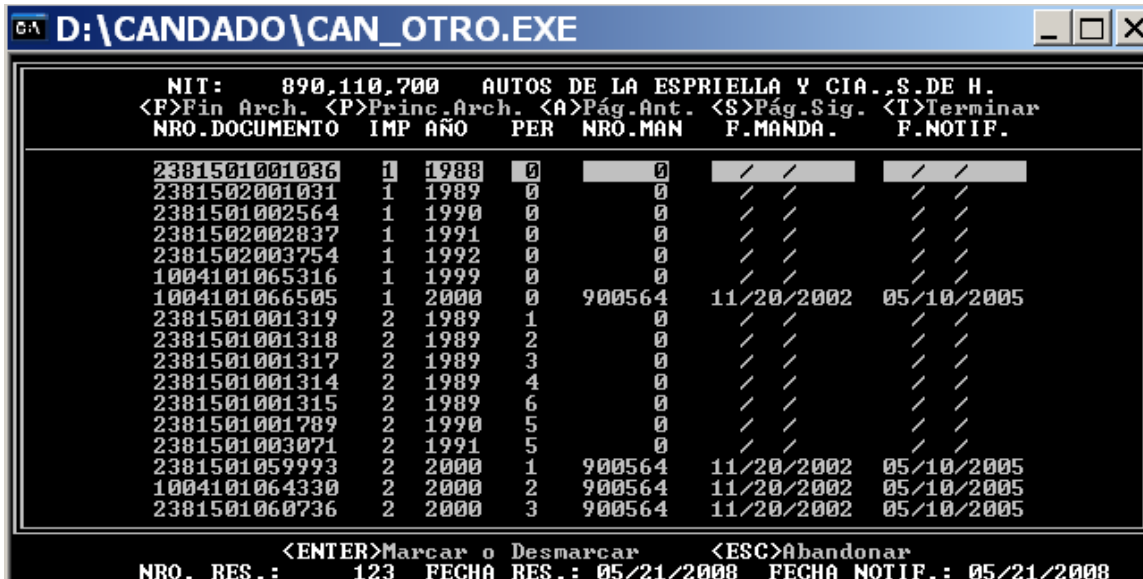 D:\CANDADO\CAN_OTRO.EXE
NIT: 890,110,700 AUTOS DE LA ESPRIELLA Y CIA.,S.DE H.
<F>Fin Arch. <P>Princ.Arch. <A>Pág.Ant. <S>Pág.Sig. <T>Terminar
NRO.DOCUMENTO IMP AÑO PER NRO.MAN F.MANDA. F.NOTIF.
2381501001036 1 1988 0 0 / / / /
2381502001031 1 1989 0 0 / / / /
2381501002564 1 1990 0 0 / / / /
2381502002837 1 1991 0 0 / / / /
2381502003754 1 1992 0 0 / / / /
1004101065316 1 1999 0 0 / / / /
1004101066505 1 2000 0 900564 11/20/2002 05/10/2005
2381501001319 2 1989 1 0 / / / /
2381501001318 2 1989 2 0 / / / /
2381501001317 2 1989 3 0 / / / /
2381501001314 2 1989 4 0 / / / /
2381501001315 2 1989 6 0 / / / /
2381501001789 2 1990 5 0 / / / /
2381501003071 2 1991 5 0 / / / /
2381501059993 2 2000 1 900564 11/20/2002 05/10/2005
1004101064330 2 2000 2 900564 11/20/2002 05/10/2005
2381501060736 2 2000 3 900564 11/20/2002 05/10/2005
<ENTER>Marcar o Desmarcar <ESC>Abandonar
NRO. RES.: 123 FECHA RES.: 05/21/2008 FECHA NOTIF.: 05/21/2008